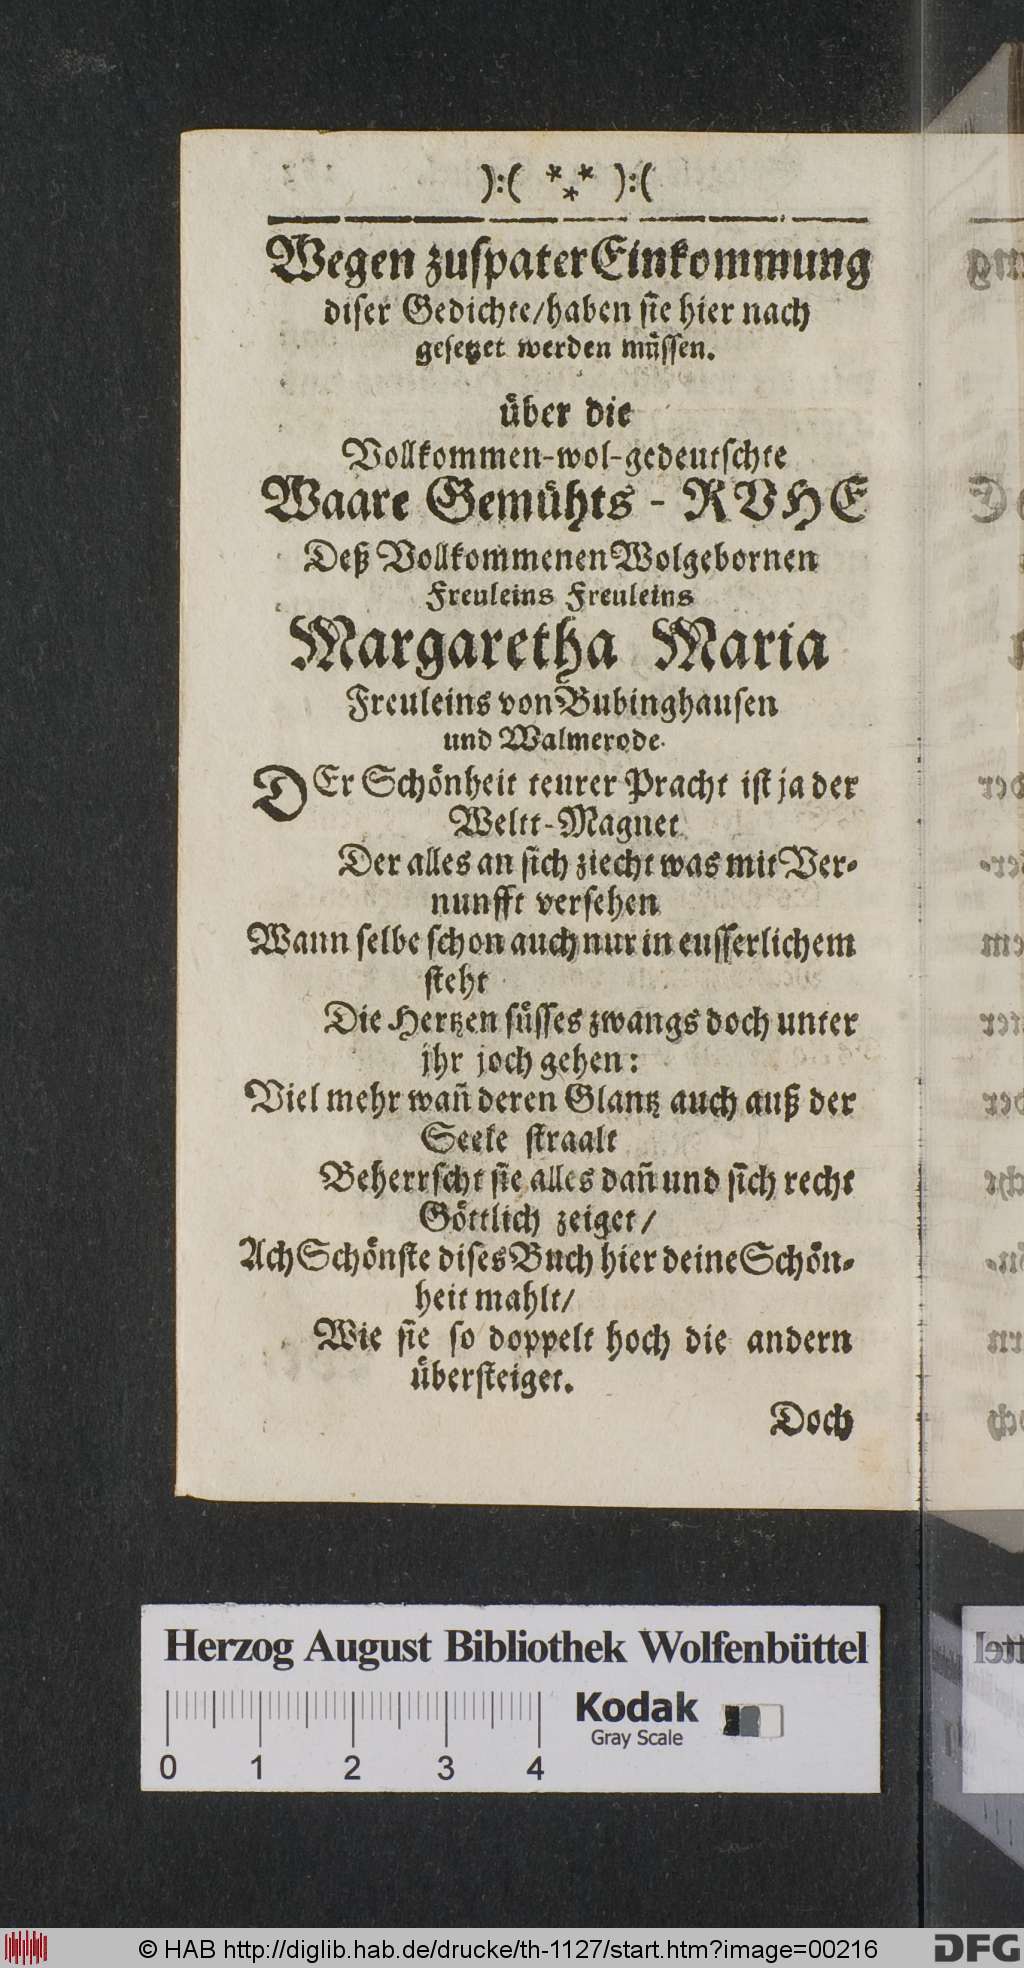 ):( *** ):(
Wegen zuspater Einkommung
diser Gedichte/haben sie hier nach
gesetzet werden müssen.
über die
Vollkommen-wol-gedeutschte
Waare Gemühts - RVHE
Deß Vollkommenen Wolgebornen
Freuleins Freuleins
Margaretha Maria
Freuleins von Bubinghausen
und Walmerode.
DEr Schönheit teurer Pracht ist ja der
Weltt-Magnet
Der alles an sich ziecht was mit Ver-
nunfft versehen
Wann selbe schon auch nur in eusserlichem
steht
Die Hertzen süsses zwangs doch unter
jhr joch gehen:
Viel mehr wañ deren Glantz auch auß der
Seele straalt
Beherrscht sie alles dañ und sich recht
Göttlich zeiget/
Ach Schönste dises Buch hier deine Schön-
heit mahlt/
Wie sie so doppelt hoch die andern
übersteiget.
Doch
Herzog August Bibliothek Wolfenbüttel
Kodak
Gray Scale
0 1 2 3 4
© HAB http://diglib.hab.de/drucke/th-1127/start.htm?image=00216
DFG